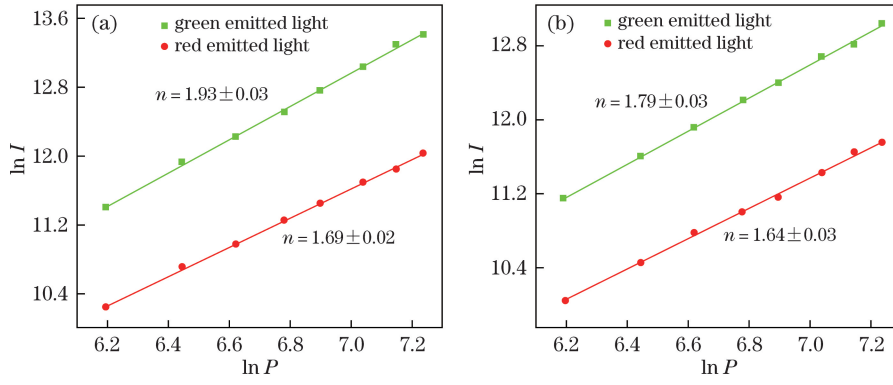 (a)
green emitted light
red emitted light
n=1.93±0.03
n=1.69±0.02
13.6
12.8
12.0
11.2
10.4
ln I
6.2 6.4 6.6 6.8 7.0 7.2
ln P
(b)
green emitted light
red emitted light
n=1.79±0.03
n=1.64±0.03
12.8
12.0
11.2
10.4
ln I
6.2 6.4 6.6 6.8 7.0 7.2
ln P